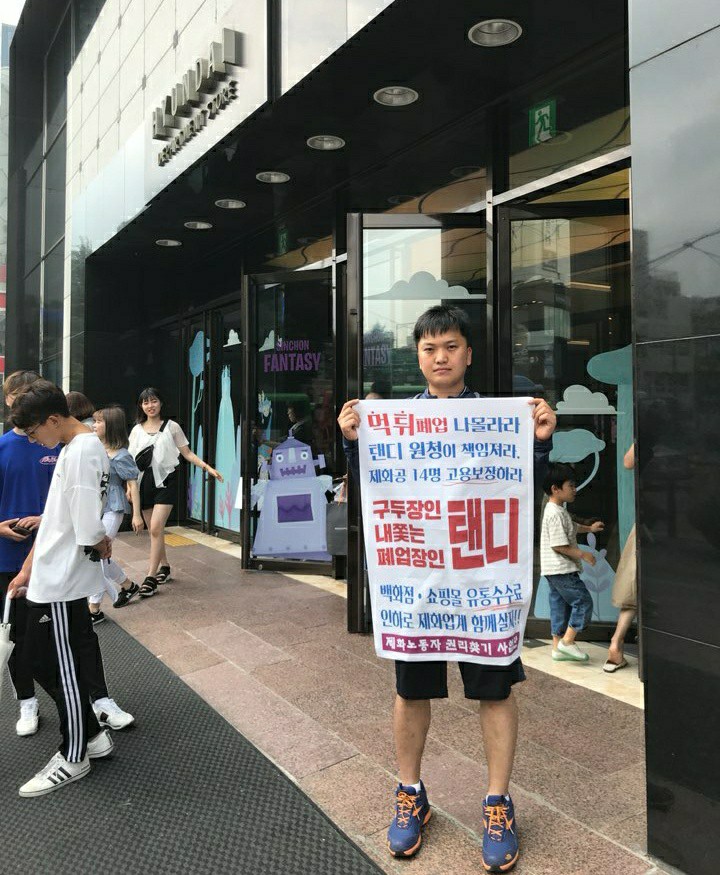 HYUNDAI
DEPARTMENT STORE
SINCHON
FANTASY
먹튀폐업 나몰라라
탠디 원청이 책임져라.
제화공 14명 고용보장하라
구두장인
내쫓는
폐업장인
탠디
백화점·쇼핑몰 유통수수료
인하로 제화업계 함께살자!!
제화노동자 권리찾기 사업단